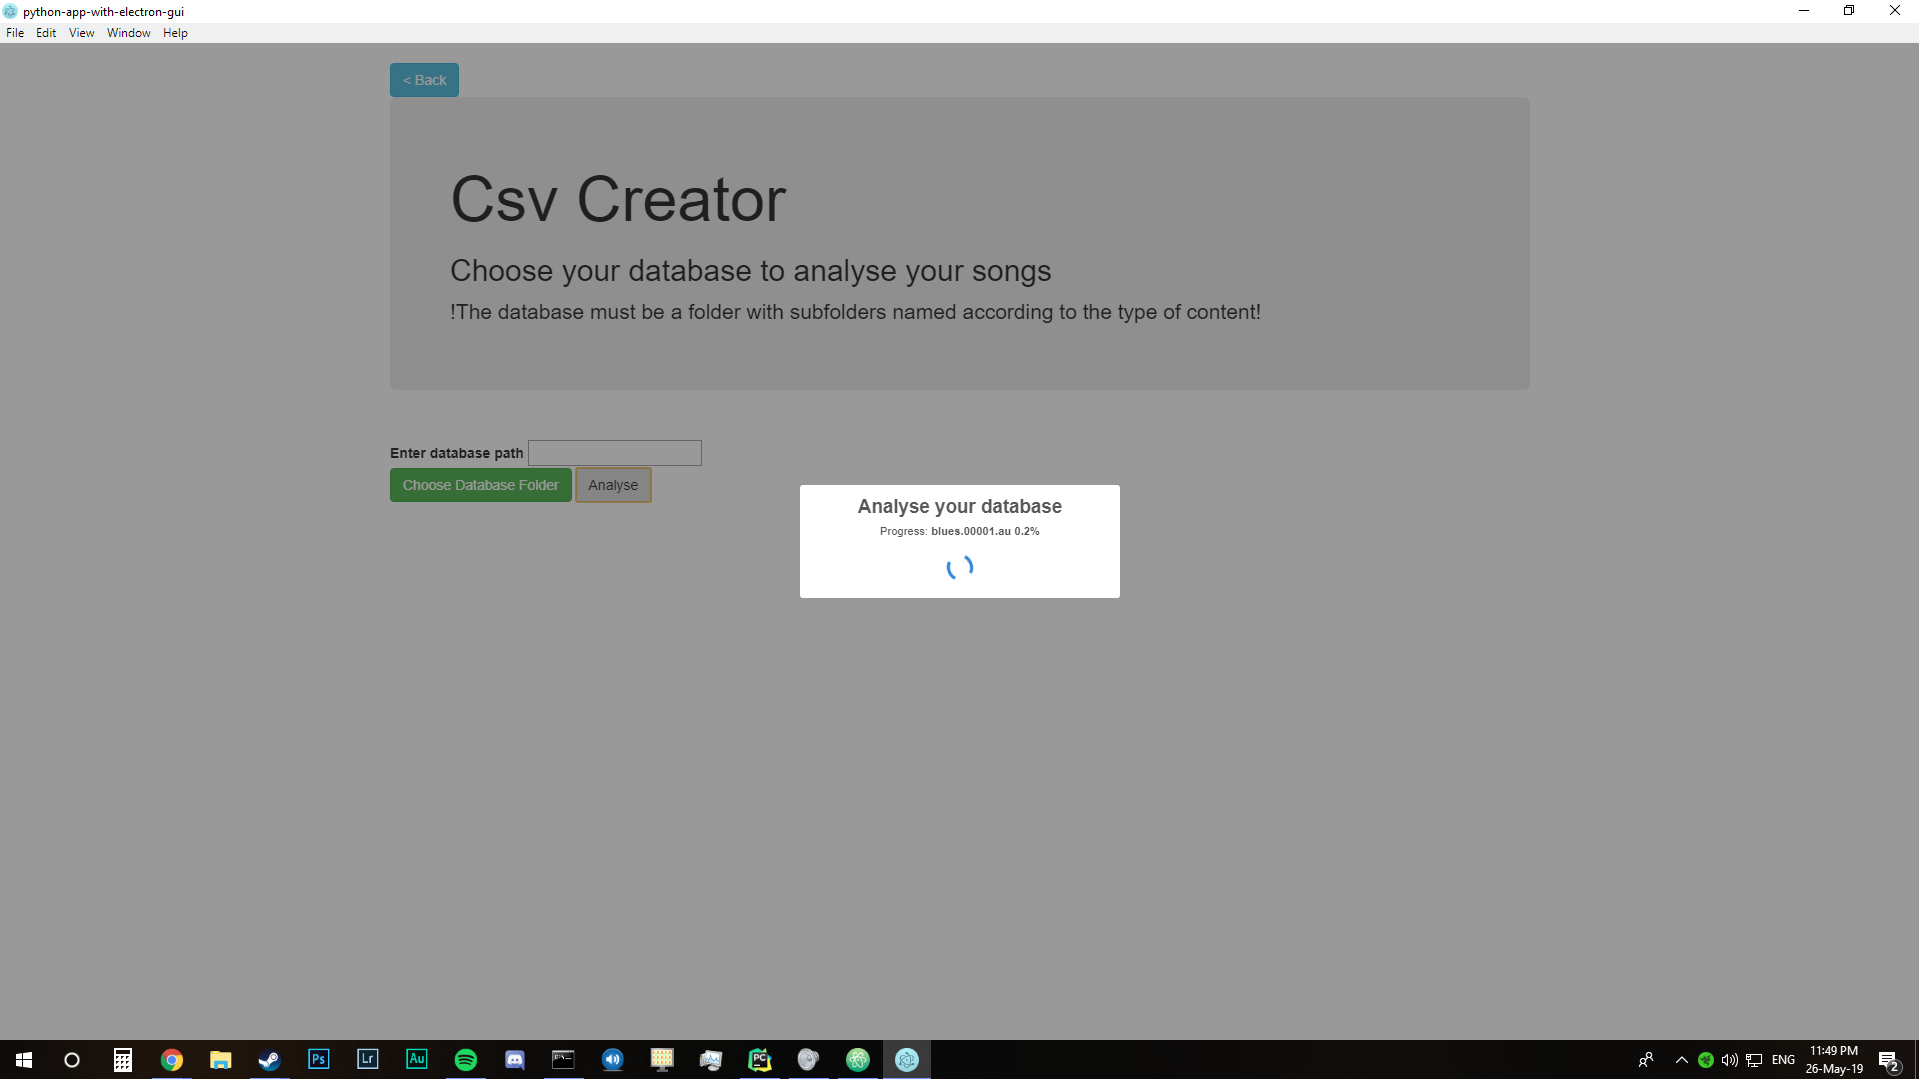 python-app-with-electron-gui
File Edit View Window Help
< Back
Csv Creator
Choose your database to analyse your songs
!The database must be a folder with subfolders named according to the type of content!
Enter database path
Choose Database Folder Analyse
Analyse your database
Progress: blues.00001.au 0.2%
Ps Lr Au PC ENG 11:49 PM
26-May-19 2